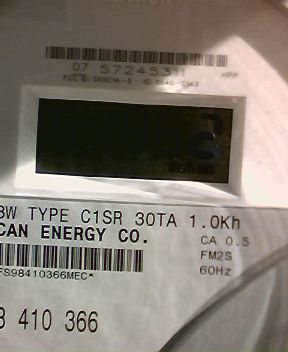 07 57245311
3W TYPE C1SR 30TA 1.0Kh
CAN ENERGY CO.
CA 0.5
FM2S
60Hz
FS98410366MEC*
8 410 366